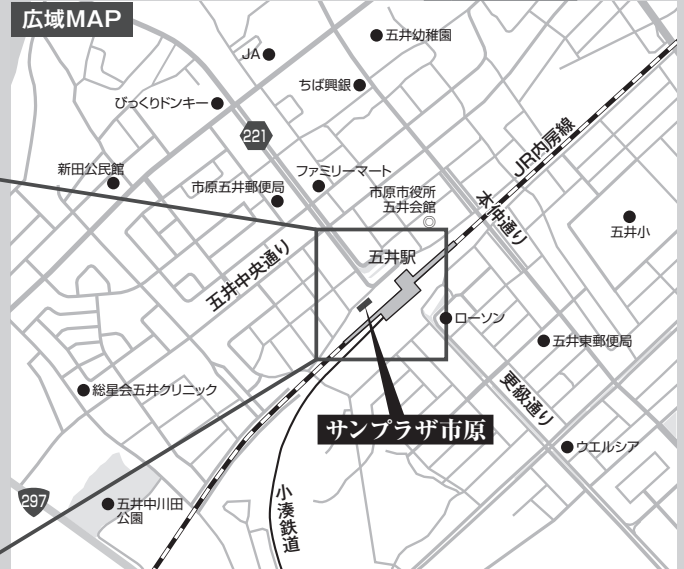 広域MAP
五井幼稚園
JA
ちば興銀
びっくりドンキー
221
JR内房線
新田公民館
ファミリーマート
市原五井郵便局
市原市役所
五井会館
本仲通り
五井小
五井中央通り
五井駅
ローソン
五井東郵便局
総星会五井クリニック
更級通り
サンプラザ市原
ウエルシア
297
五井中川田
公園
小湊鉄道